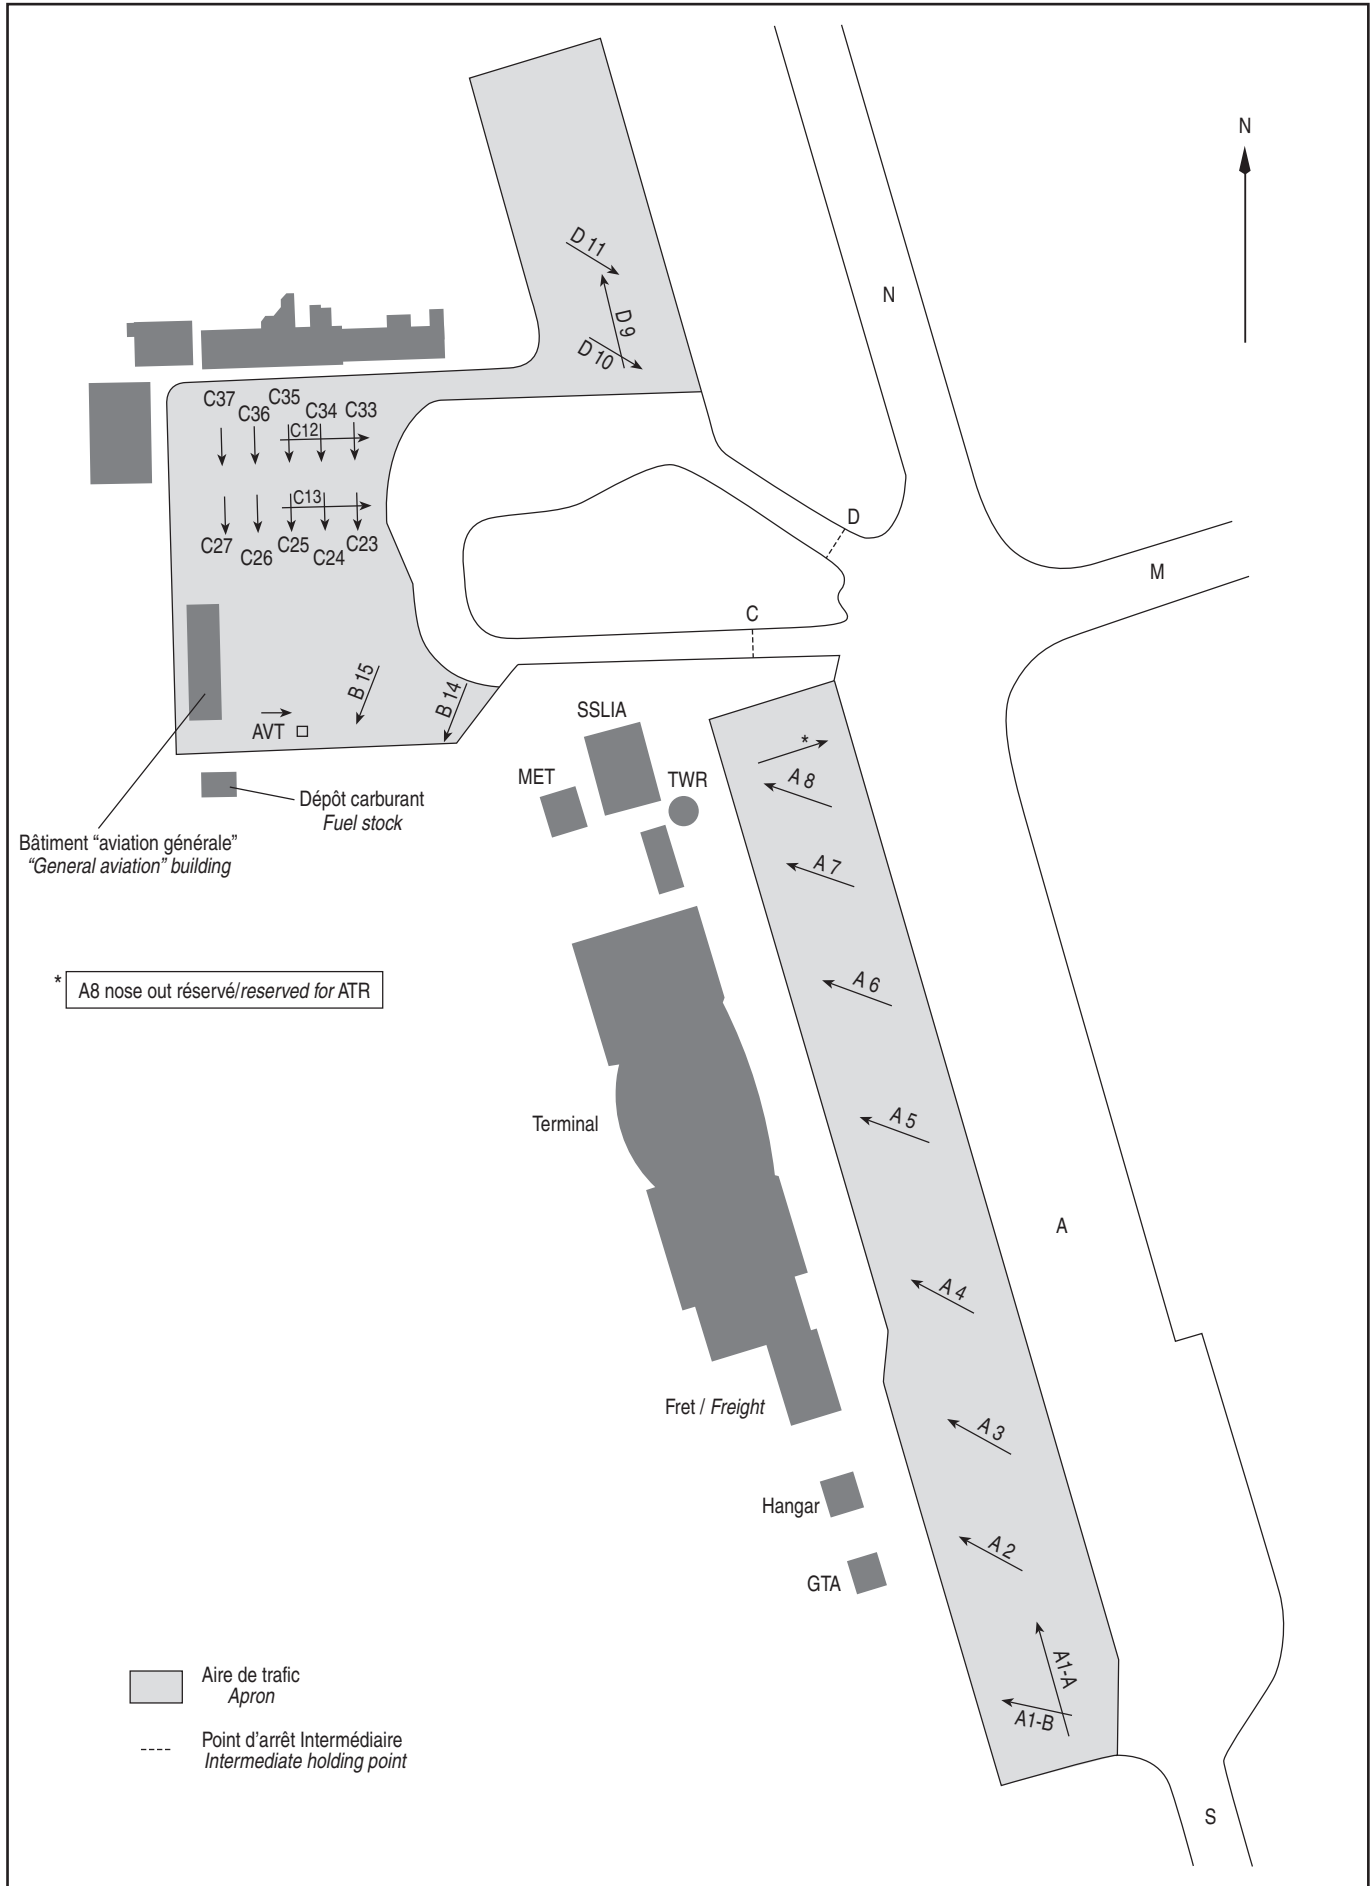 N
D 11
N
D 9
D 10
C37
C36
C35
C34
C33
C12
C13
C27
C26
C25
C24
C23
D
M
C
B 15
B 14
AVT
SSLIA
*
A 8
MET
TWR
Dépôt carburant
Fuel stock
Bâtiment “aviation générale”
“General aviation” building
A 7
* A8 nose out réservé/reserved for ATR
A 6
Terminal
A 5
A
A 4
Fret / Freight
A 3
Hangar
A 2
GTA
A1-A
A1-B
Aire de trafic
Apron
Point d’arrêt Intermédiaire
Intermediate holding point
S